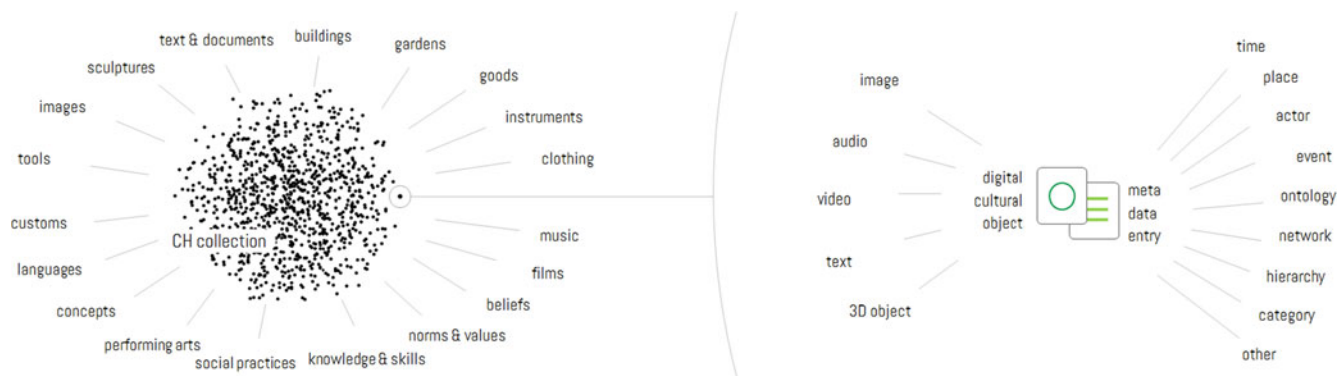 text & documents
buildings
gardens
sculptures
goods
images
instruments
tools
clothing
customs
CH collection
music
languages
films
concepts
beliefs
performing arts
norms & values
social practices
knowledge & skills
image
audio
video
text
3D object
digital
cultural
object
meta
data
entry
time
place
actor
event
ontology
network
hierarchy
category
other